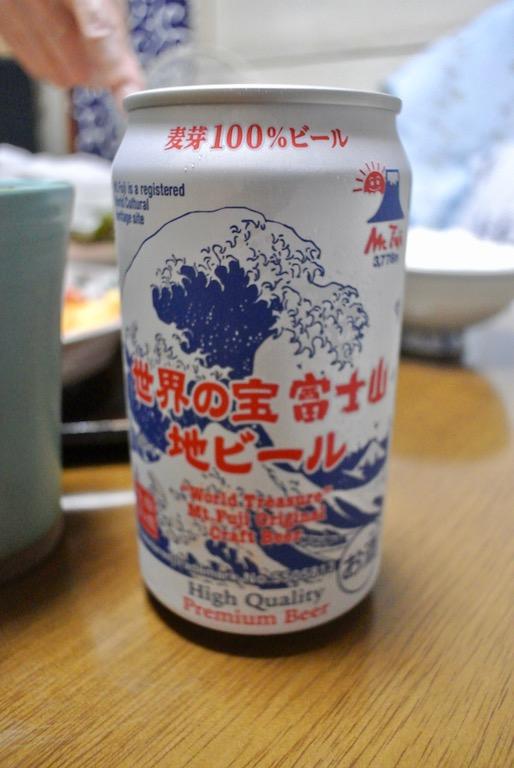 麦芽100%ビール
Mt. Fuji is a registered
World Cultural
Heritage site
Mt. Fuji
3,776m
世界の宝 富士山
地ビール
"World Treasure"
Mt.Fuji Original
Craft Beer
お酒
High Quality
Premium Beer